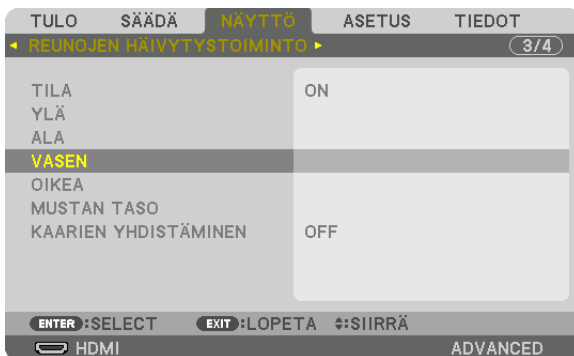 TULO SÄÄDÄ NÄYTTÖ ASETUS TIEDOT
REUNOJEN HÄIVYTYSTOIMINTO 3/4
TILA ON
YLÄ
ALA
VASEN
OIKEA
MUSTAN TASO
KAARIEN YHDISTÄMINEN OFF
ENTER :SELECT EXIT :LOPETA :SIIRRÄ
HDMI ADVANCED